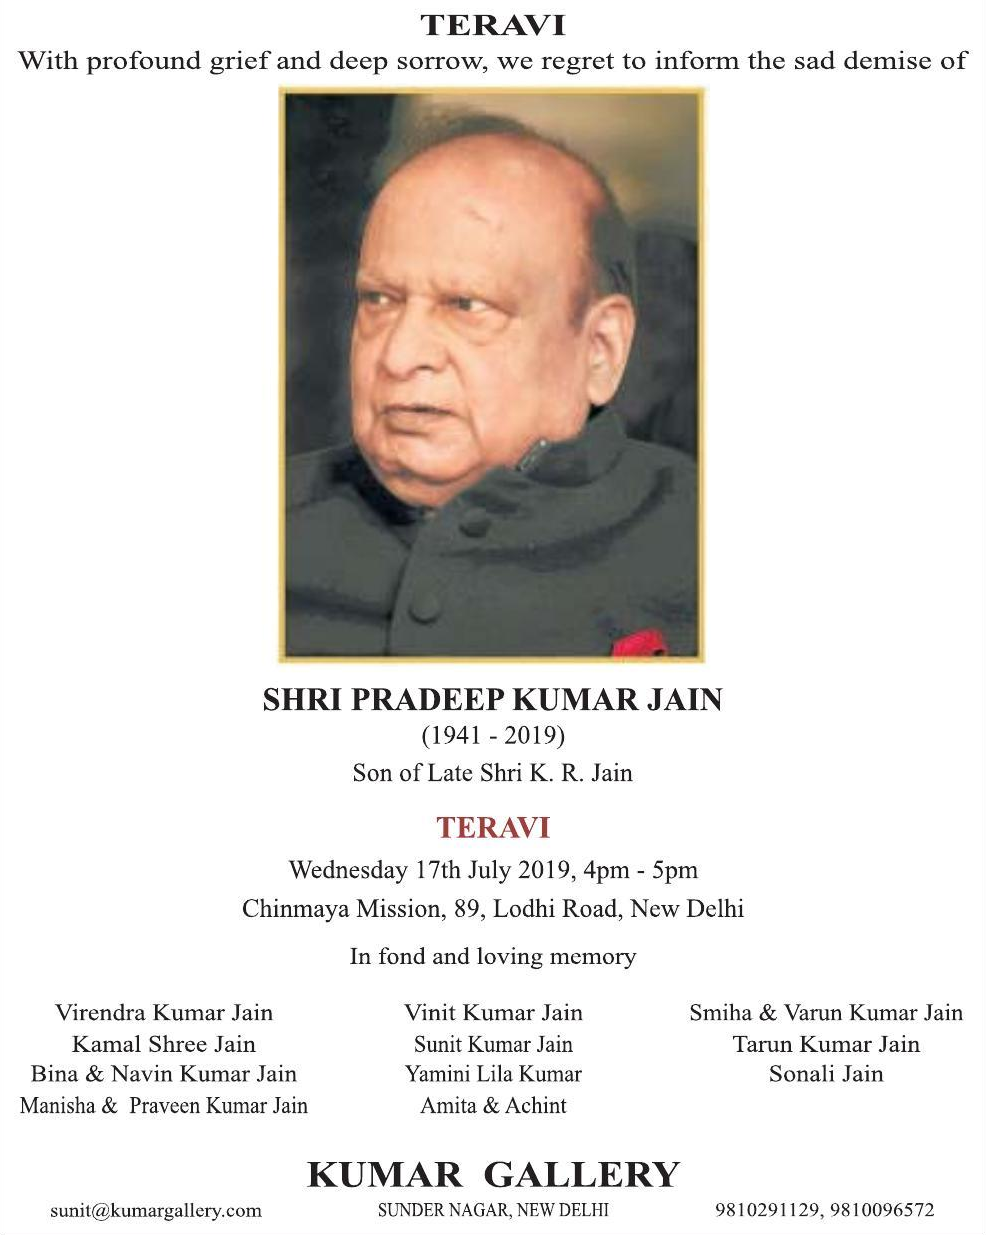 TERAVI
With profound grief and deep sorrow, we regret to inform the sad demise of
SHRI PRADEEP KUMAR JAIN
(1941 - 2019)
Son of Late Shri K. R. Jain
TERAVI
Wednesday 17th July 2019, 4pm - 5pm
Chinmaya Mission, 89, Lodhi Road, New Delhi
In fond and loving memory
Virendra Kumar Jain
Kamal Shree Jain
Bina & Navin Kumar Jain
Manisha & Praveen Kumar Jain
Vinit Kumar Jain
Sunit Kumar Jain
Yamini Lila Kumar
Amita & Achint
Smiha & Varun Kumar Jain
Tarun Kumar Jain
Sonali Jain
KUMAR GALLERY
sunit@kumargallery.com
SUNDER NAGAR, NEW DELHI
9810291129, 9810096572